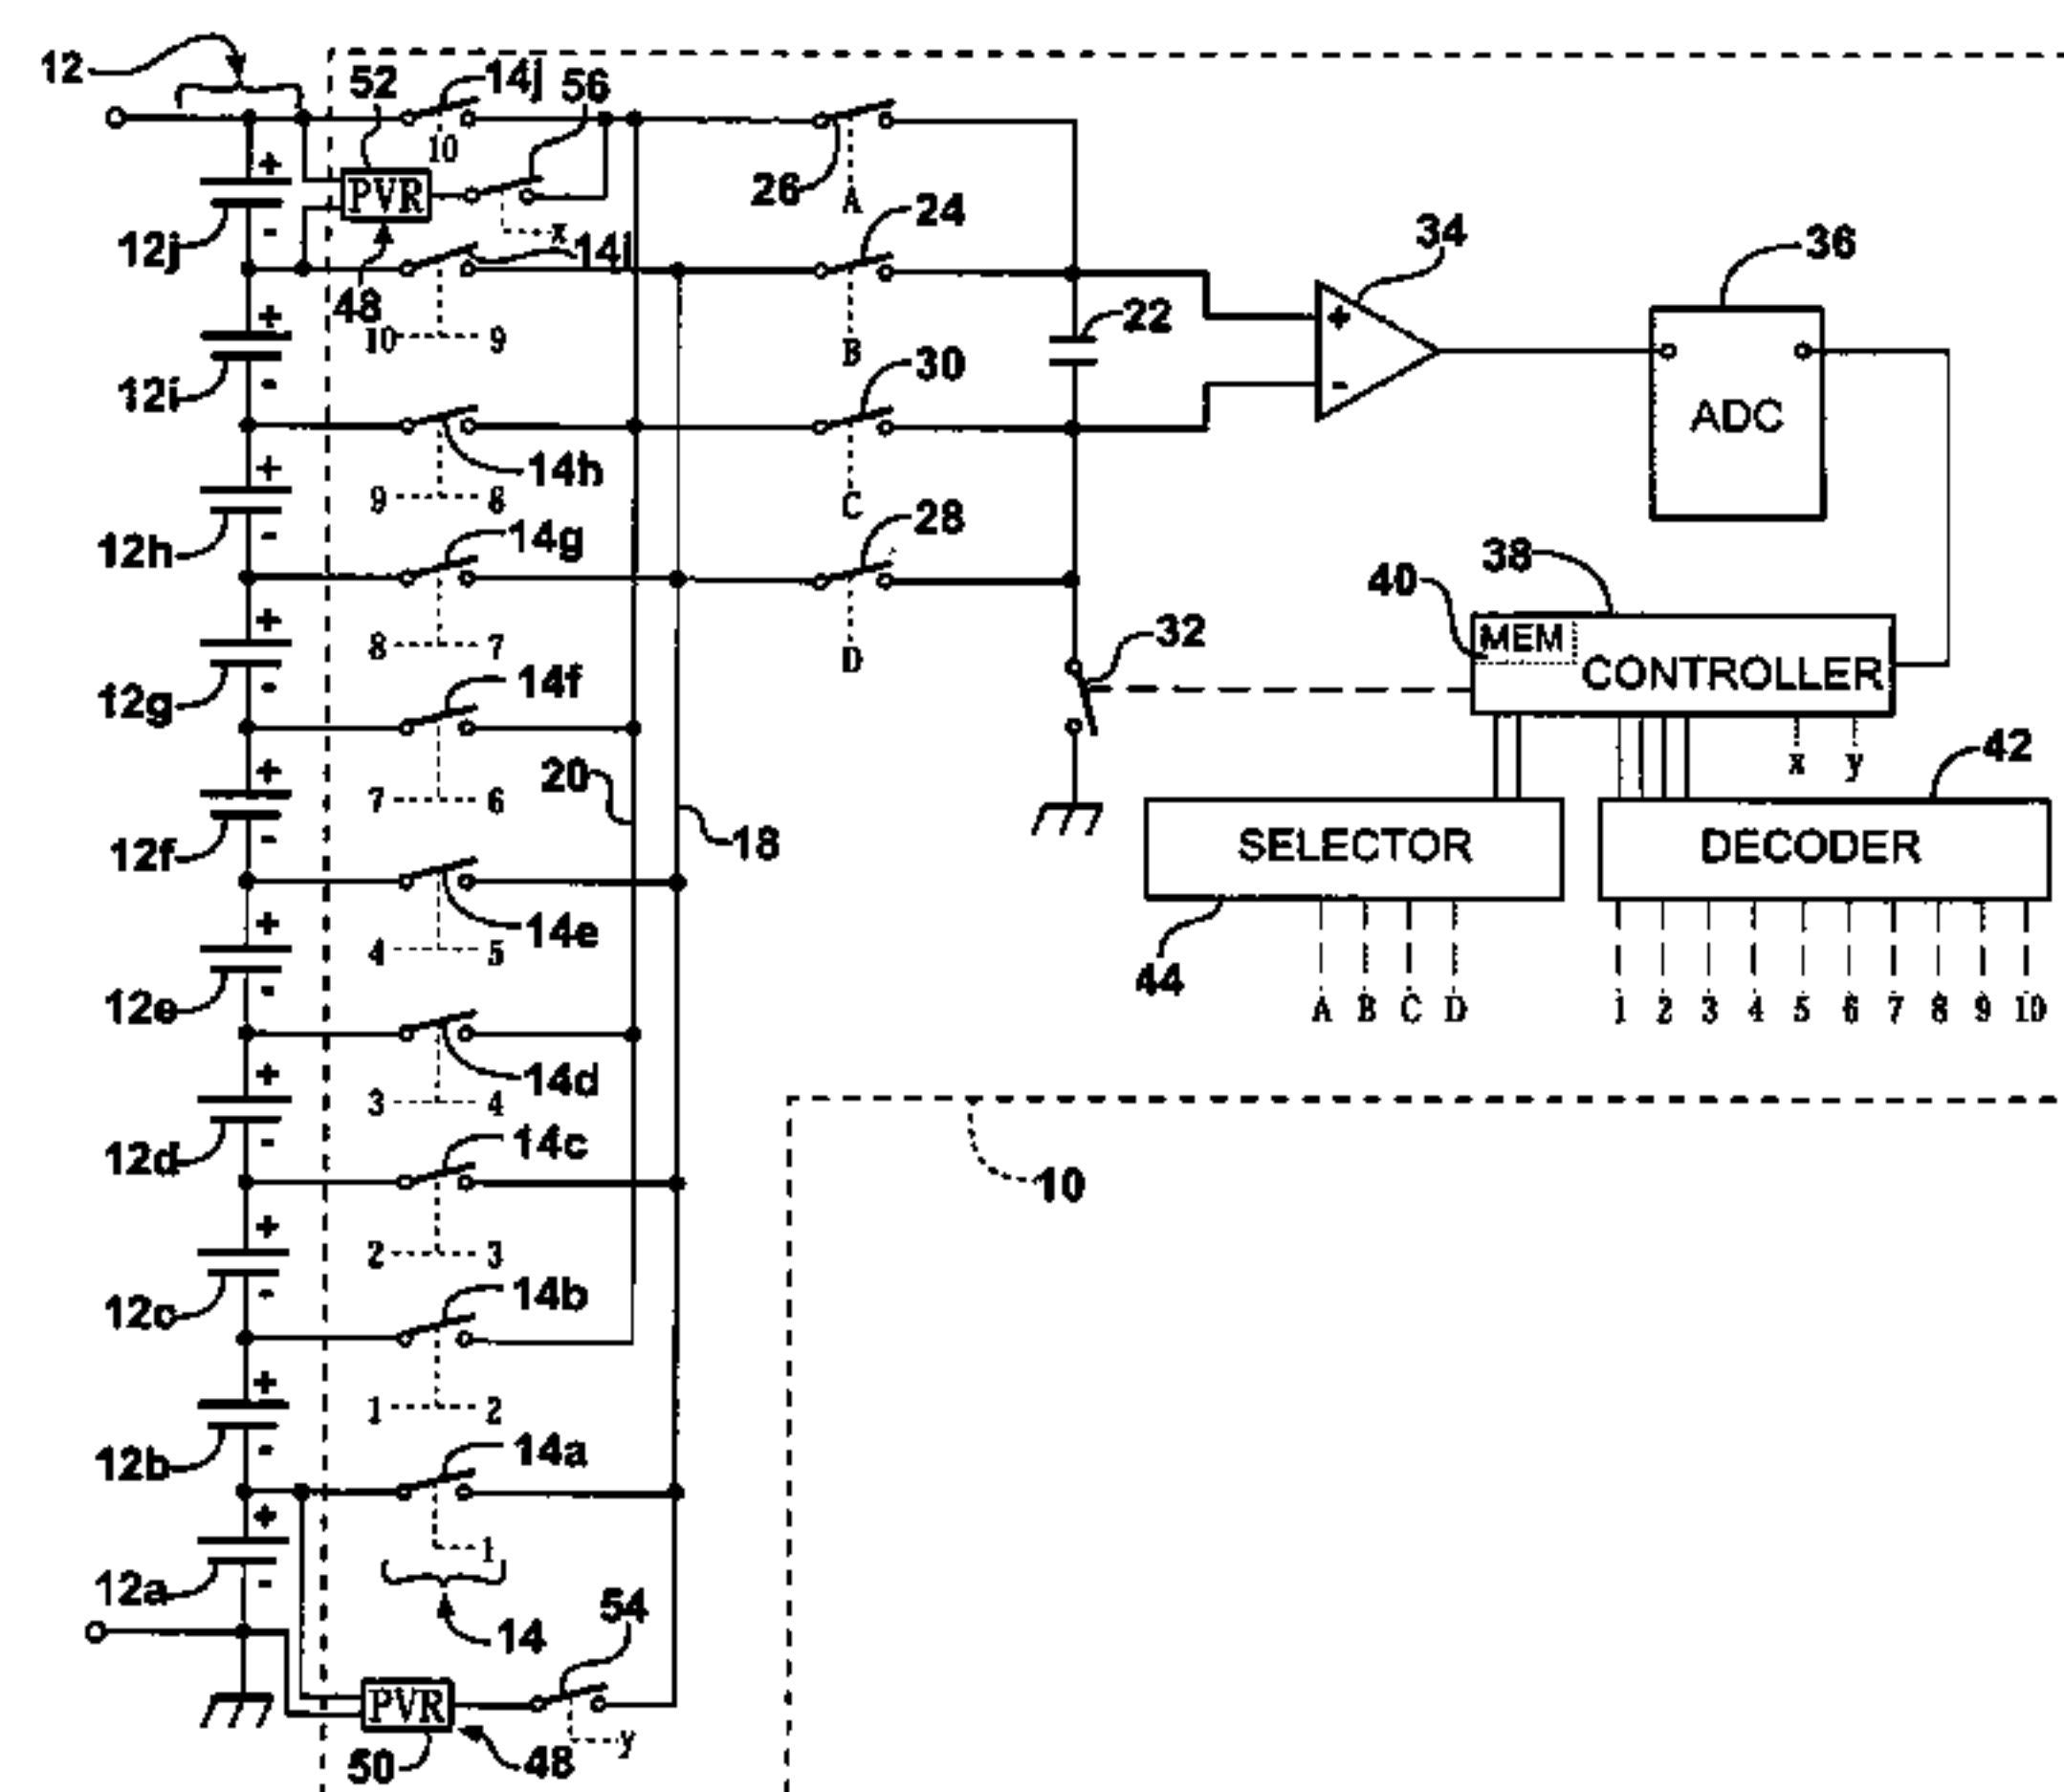 12
52
14j
56
10
PVR
26
A
24
x
12j
48
14i
34
36
+
-
10 9
B
22
12i
30
ADC
14h
9 8
C
28
12h
14g
38
40
MEM
CONTROLLER
8 7
D
32
12g
14f
x y
42
7 6
20
18
SELECTOR
DECODER
12f
14e
4 5
44
A B C D
1 2 3 4 5 6 7 8 9 10
12e
14d
3 4
14c
10
12d
2 3
14b
12c
1 2
14a
12b
1
12a
54
14
PVR
y
50
48